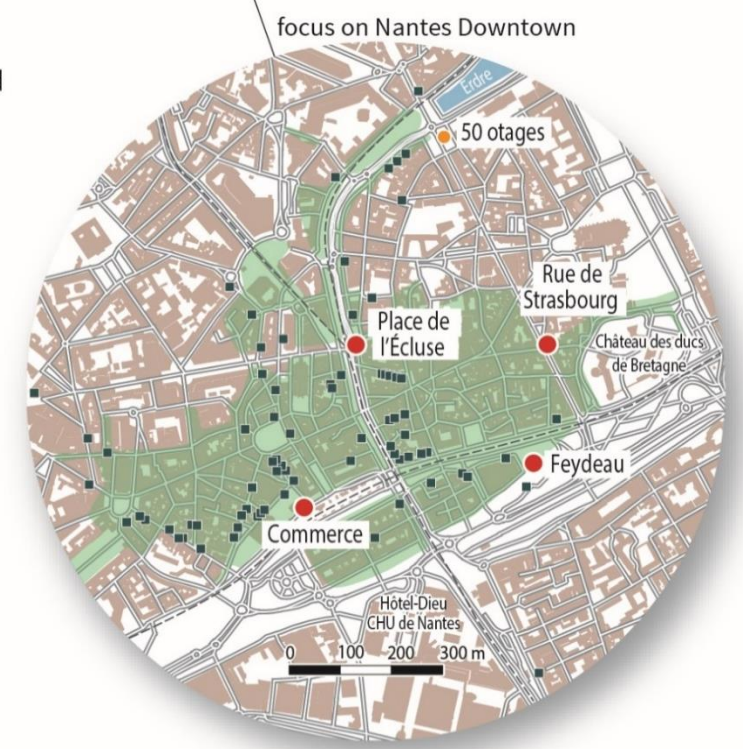 focus on Nantes Downtown
Erdre
50 otages
Rue de
Strasbourg
Place de
l'Écluse
Château des ducs
de Bretagne
Feydeau
Commerce
Hôtel-Dieu
CHU de Nantes
0 100 200 300 m